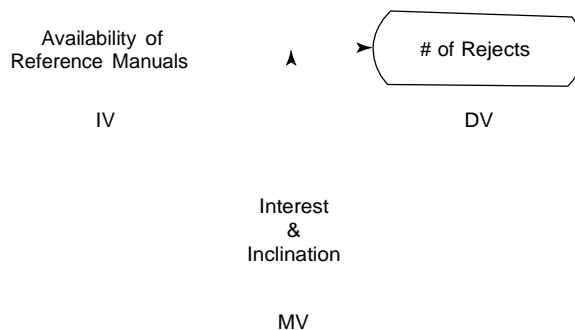 Availability of
Reference Manuals
# of Rejects
IV
DV
Interest
&
Inclination
MV